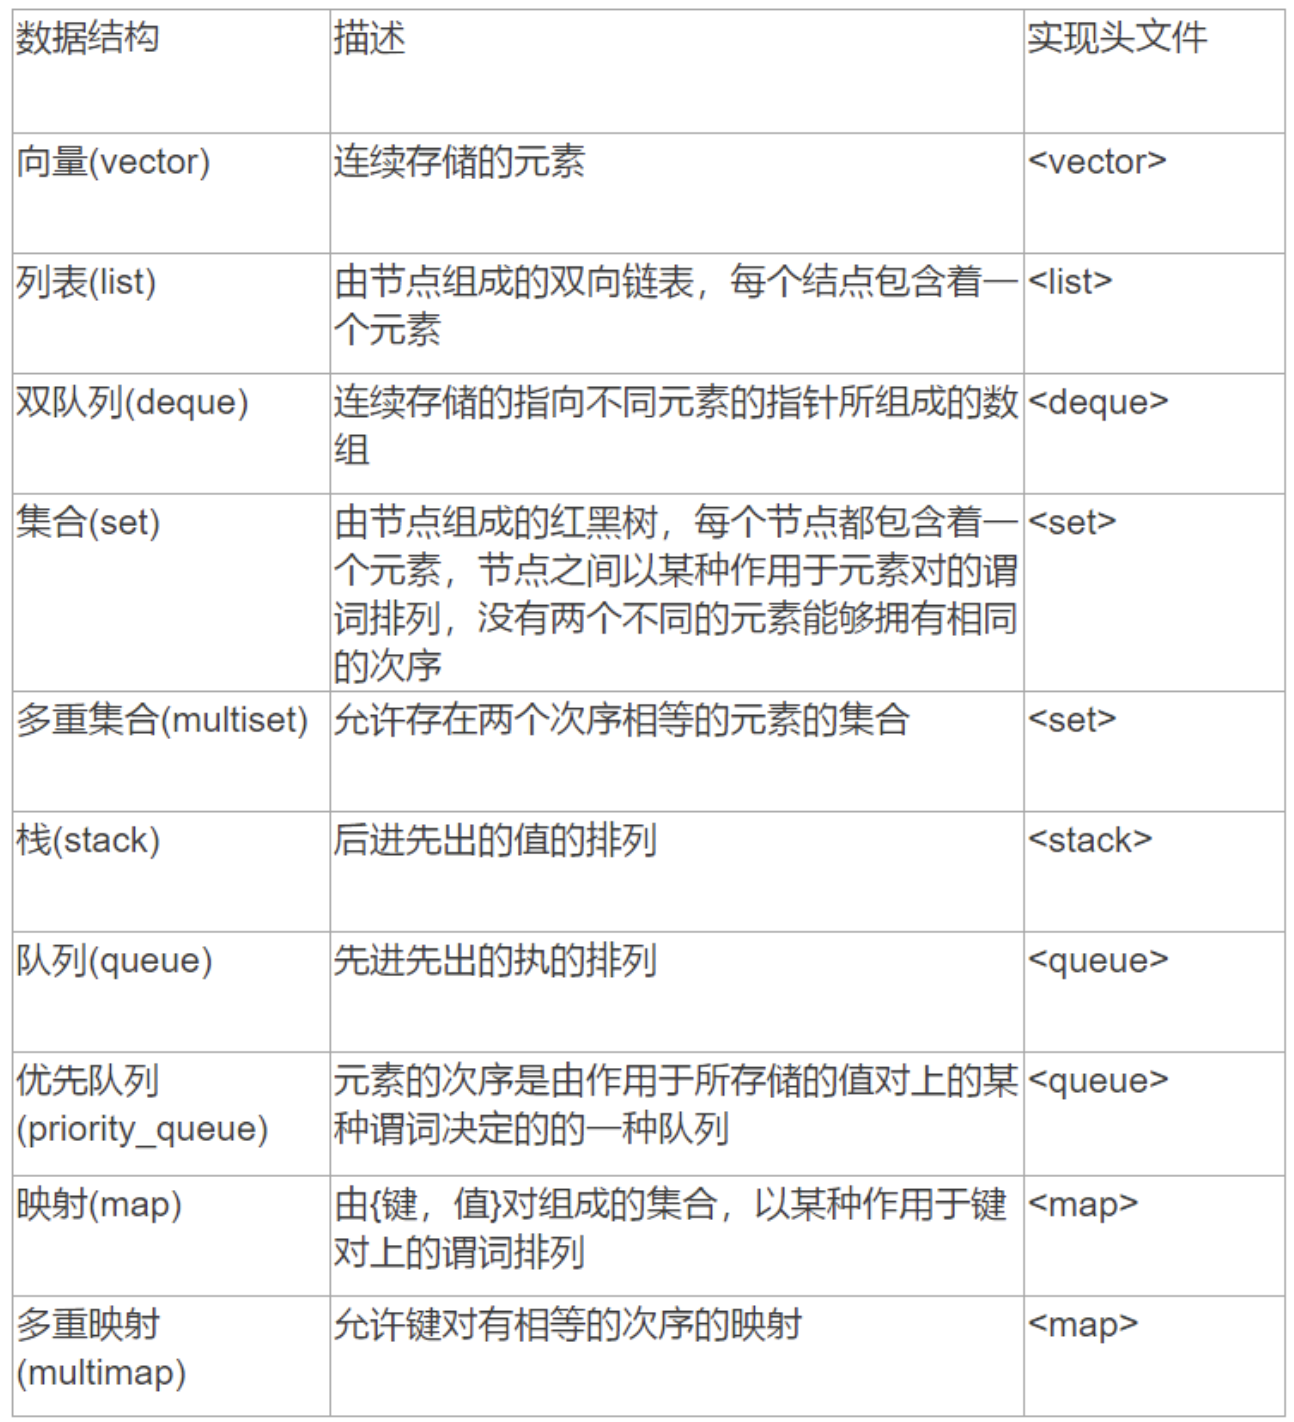 数据结构 描述 实现头文件
向量(vector) 连续存储的元素 <vector>
列表(list) 由节点组成的双向链表，每个结点包含着一 <list>
个元素
双队列(deque) 连续存储的指向不同元素的指针所组成的数 <deque>
组
集合(set) 由节点组成的红黑树，每个节点都包含着一 <set>
个元素，节点之间以某种作用于元素对的谓
词排列，没有两个不同的元素能够拥有相同
的次序
多重集合(multiset) 允许存在两个次序相等的元素的集合 <set>
栈(stack) 后进先出的值的排列 <stack>
队列(queue) 先进先出的执的排列 <queue>
优先队列 元素的次序是由作用于所存储的值对上的某 <queue>
(priority_queue) 种谓词决定的的一种队列
映射(map) 由{键，值}对组成的集合，以某种作用于键 <map>
对上的谓词排列
多重映射 允许键对有相等的次序的映射 <map>
(multimap)